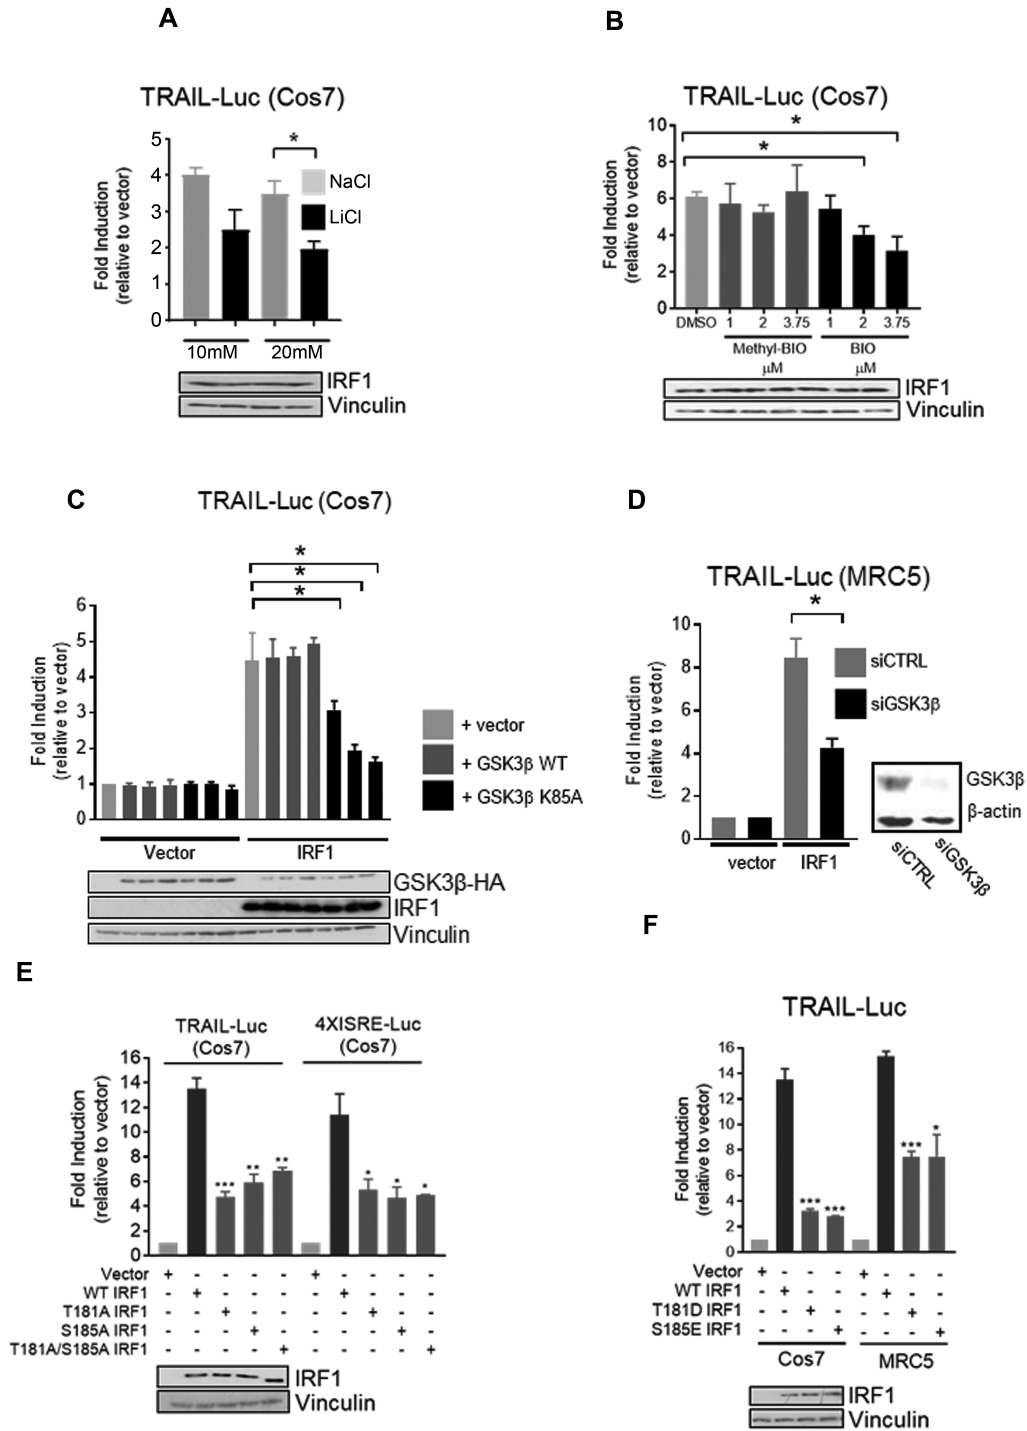 A
TRAIL-Luc (Cos7)
Fold Induction
(relative to vector)
5
4
3
2
1
0
*
NaCl
LiCl
10mM
20mM
IRF1
Vinculin
B
TRAIL-Luc (Cos7)
Fold Induction
(relative to vector)
10
8
6
4
2
0
*
*
DMSO 1 2 3.75 1 2 3.75
Methyl-BIO BIO
µM µM
IRF1
Vinculin
C
TRAIL-Luc (Cos7)
Fold Induction
(relative to vector)
6
5
4
3
2
1
0
*
*
*
+ vector
+ GSK3β WT
+ GSK3β K85A
Vector IRF1
GSK3β-HA
IRF1
Vinculin
D
TRAIL-Luc (MRC5)
Fold Induction
(relative to vector)
10
8
6
4
2
0
*
siCTRL
siGSK3β
vector IRF1
GSK3β
β-actin
siCTRL
siGSK3β
E
TRAIL-Luc
(Cos7)
4XISRE-Luc
(Cos7)
Fold Induction
(relative to vector)
16
14
12
10
8
6
4
2
0
*** ** ** * * *
Vector + - - - - + - - - -
WT IRF1 - + - - - - + - - -
T181A IRF1 - - + - - - - + - -
S185A IRF1 - - - + - - - - + -
T181A/S185A IRF1 - - - - + - - - - +
IRF1
Vinculin
F
TRAIL-Luc
Fold Induction
(relative to vector)
16
14
12
10
8
6
4
2
0
*** *** *** *
Vector + - - - + - - -
WT IRF1 - + - - - + - -
T181D IRF1 - - + - - - + -
S185E IRF1 - - - + - - - +
Cos7 MRC5
IRF1
Vinculin